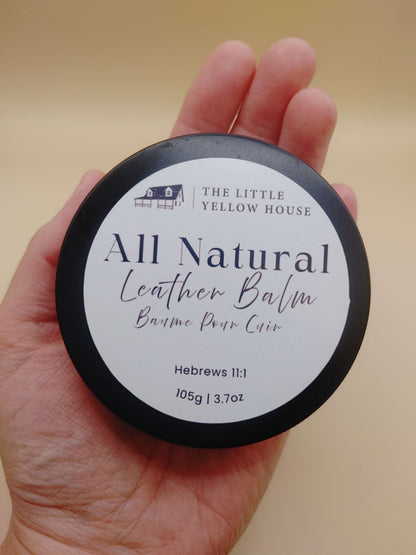 THE LITTLE
YELLOW HOUSE
All Natural
Leather Balm
Baume Pour Cuir
Hebrews 11:1
105g | 3.7oz